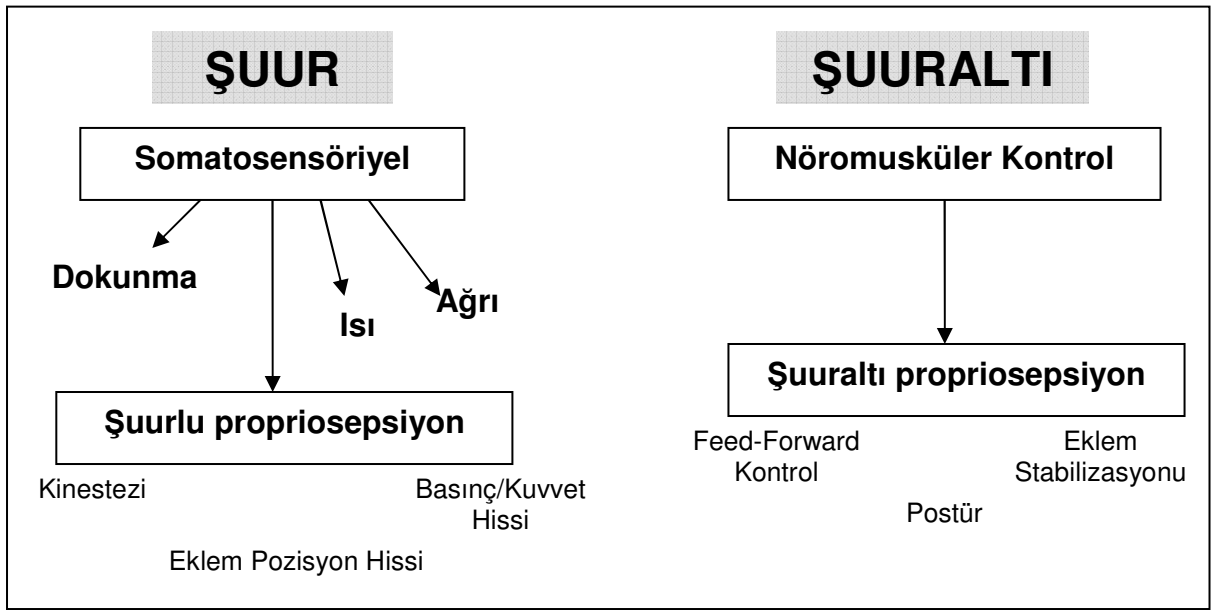 ŞUUR
Somatosensöriyel
Dokunma
Isı
Ağrı
Şuurlu propriosepsiyon
Kinestezi
Basınç/Kuvvet
Hissi
Eklem Pozisyon Hissi
ŞUURALTI
Nöromusküler Kontrol
Şuuraltı propriosepsiyon
Feed-Forward
Kontrol
Eklem
Stabilizasyonu
Postür